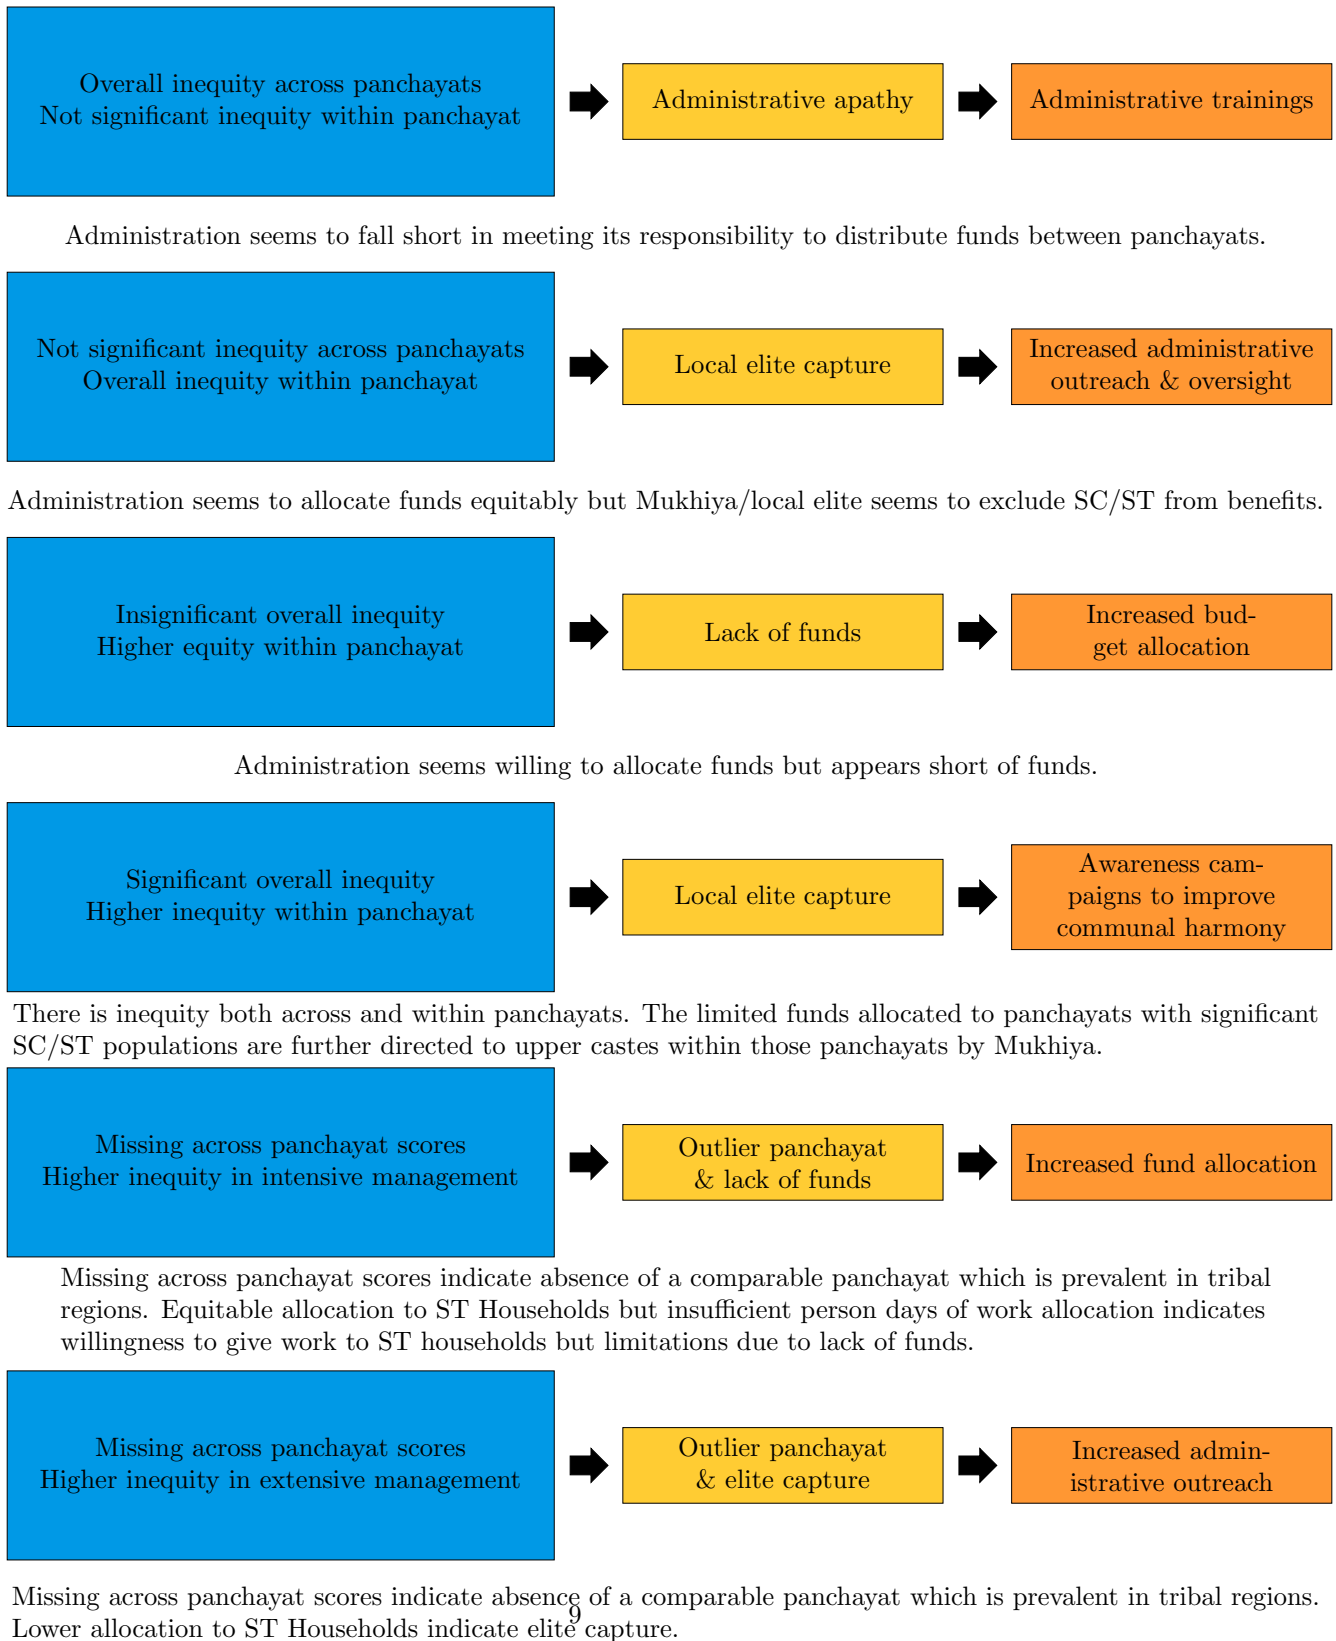 Overall inequity across panchayats
Not significant inequity within panchayat
Administrative apathy
Administrative trainings
Administration seems to fall short in meeting its responsibility to distribute funds between panchayats.
Not significant inequity across panchayats
Overall inequity within panchayat
Local elite capture
Increased administrative
outreach & oversight
Administration seems to allocate funds equitably but Mukhiya/local elite seems to exclude SC/ST from benefits.
Insignificant overall inequity
Higher equity within panchayat
Lack of funds
Increased bud-
get allocation
Administration seems willing to allocate funds but appears short of funds.
Significant overall inequity
Higher inequity within panchayat
Local elite capture
Awareness cam-
paigns to improve
communal harmony
There is inequity both across and within panchayats. The limited funds allocated to panchayats with significant
SC/ST populations are further directed to upper castes within those panchayats by Mukhiya.
Missing across panchayat scores
Higher inequity in intensive management
Outlier panchayat
& lack of funds
Increased fund allocation
Missing across panchayat scores indicate absence of a comparable panchayat which is prevalent in tribal
regions. Equitable allocation to ST Households but insufficient person days of work allocation indicates
willingness to give work to ST households but limitations due to lack of funds.
Missing across panchayat scores
Higher inequity in extensive management
Outlier panchayat
& elite capture
Increased admin-
istrative outreach
Missing across panchayat scores indicate absence of a comparable panchayat which is prevalent in tribal regions.
Lower allocation to ST Households indicate elite capture.
9